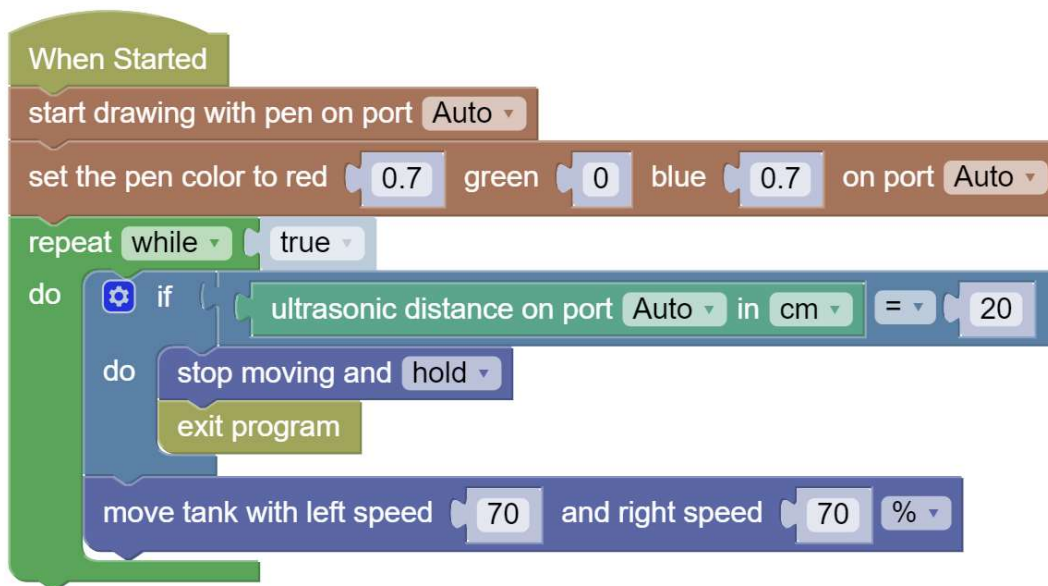 When Started
start drawing with pen on port Auto
set the pen color to red 0.7 green 0 blue 0.7 on port Auto
repeat while true
do if ultrasonic distance on port Auto in cm = 20
do stop moving and hold
exit program
move tank with left speed 70 and right speed 70 %